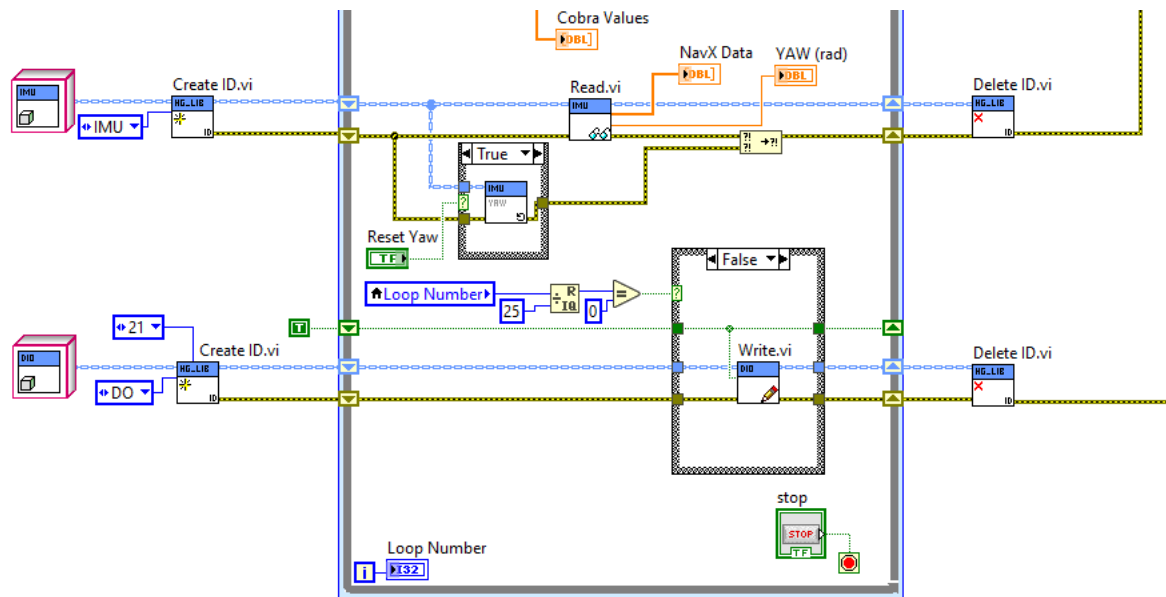 Cobra Values
DBL]
NavX Data
DBL]
YAW (rad)
DBL
IMU
Create ID.vi
HG_LIB
ID
IMU
Read.vi
IMU
Delete ID.vi
HG_LIB
ID
?!
?! →?!
True
IMU
YAW
?
Reset Yaw
TF
False
Loop Number
25
R
IQ
=
0
?
T
21
DIO
Create ID.vi
HG_LIB
ID
DO
Write.vi
DIO
Delete ID.vi
HG_LIB
ID
stop
STOP
TF
Loop Number
i
I32